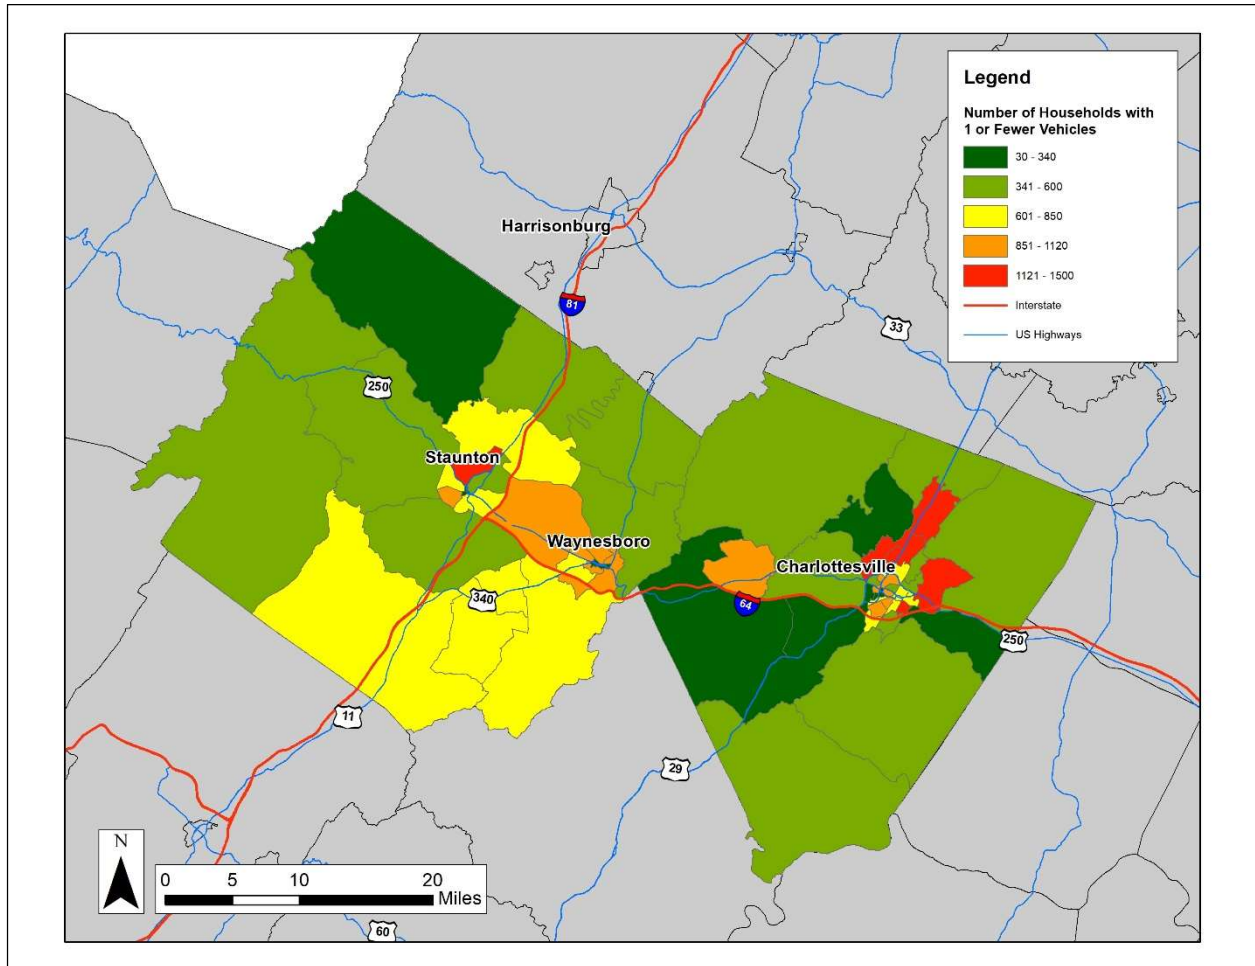 Legend
Number of Households with
1 or Fewer Vehicles
30 - 340
341 - 600
601 - 850
851 - 1120
1121 - 1500
Interstate
US Highways
Harrisonburg
81
33
250
Staunton
Waynesboro
Charlottesville
340
64
250
11
29
N
0 5 10 20
Miles
60